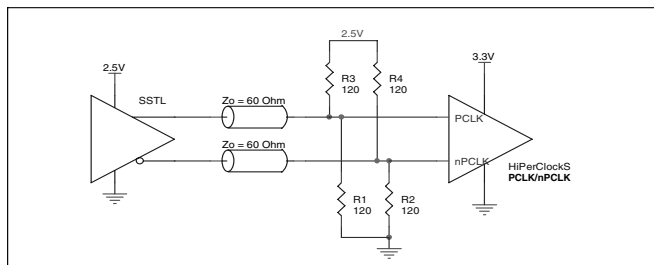 2.5V
2.5V
3.3V
SSTL
Zo = 60 Ohm
R3
120
R4
120
PCLK
Zo = 60 Ohm
nPCLK
HiPerClockS
PCLK/nPCLK
R1
120
R2
120